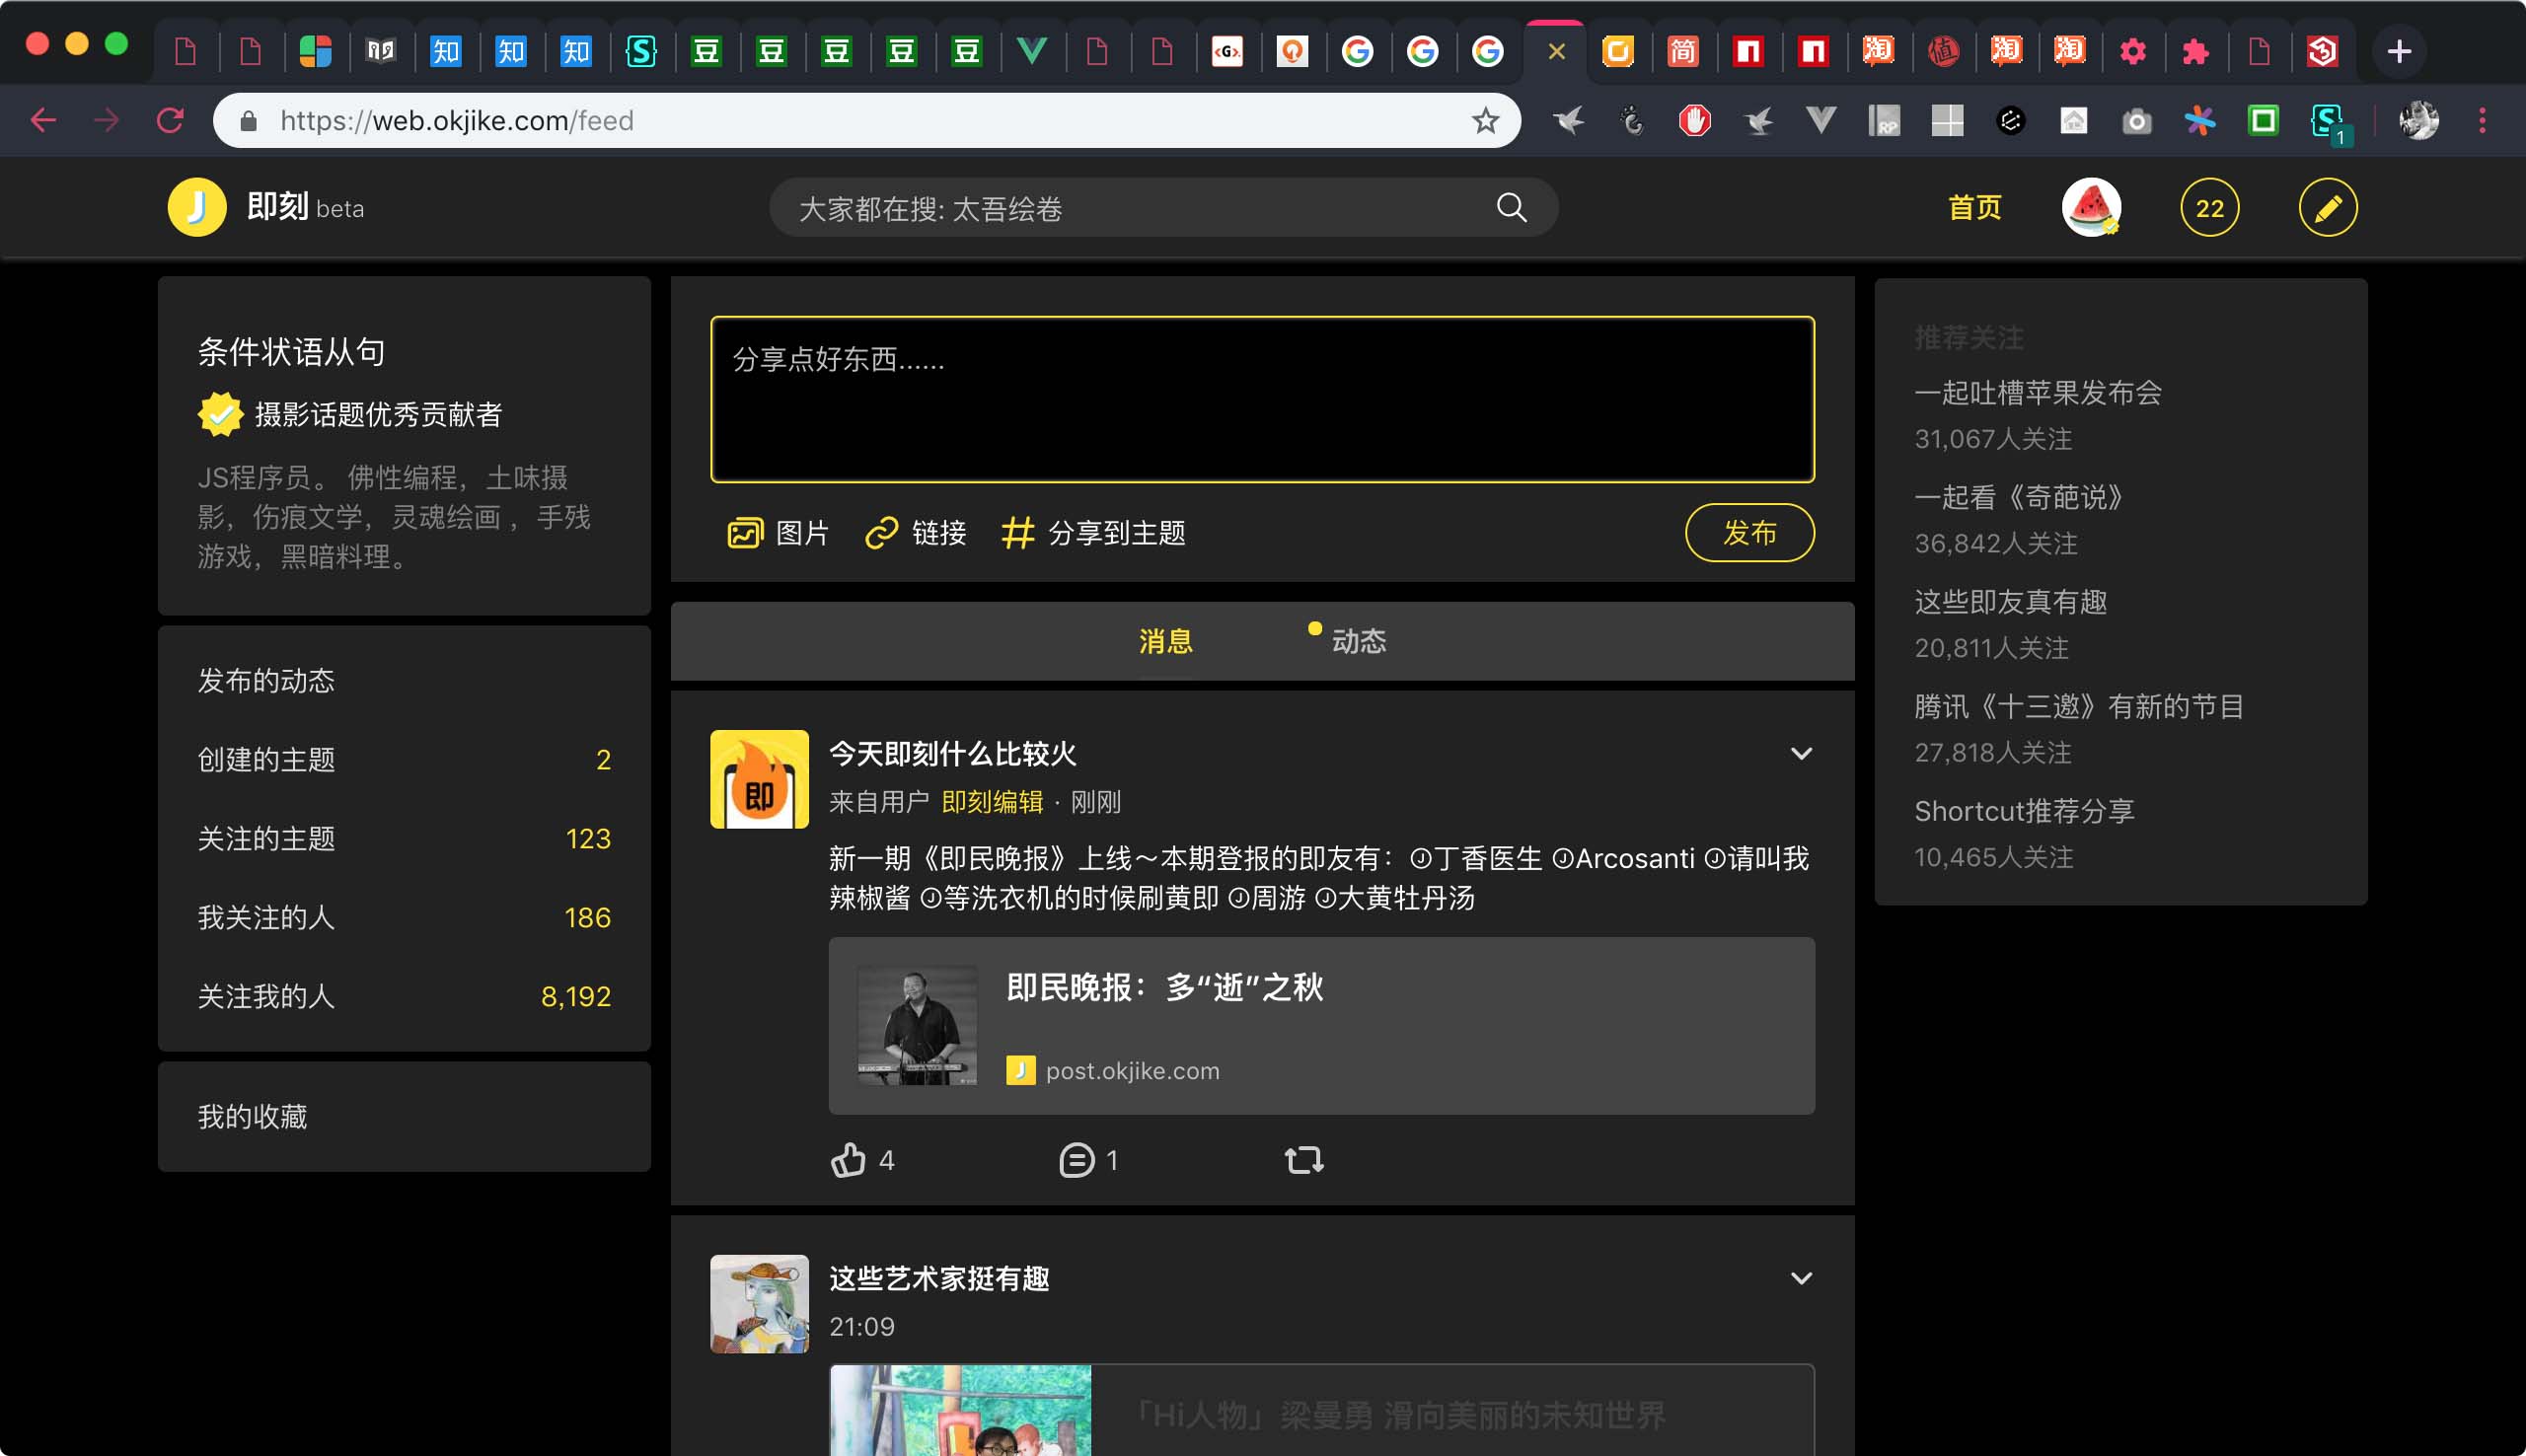 知
知
知
S
豆
豆
豆
豆
豆
<G>
G
G
G
简
n
n
淘
值
淘
淘
https://web.okjike.com/feed
RP
S
1
J
即刻 beta
大家都在搜: 太吾绘卷
首页
22
条件状语从句
摄影话题优秀贡献者
JS程序员。 佛性编程，土味摄
影，伤痕文学，灵魂绘画 ，手残
游戏，黑暗料理。
发布的动态
创建的主题 2
关注的主题 123
我关注的人 186
关注我的人 8,192
我的收藏
分享点好东西......
图片 链接 分享到主题
发布
消息 动态
即
今天即刻什么比较火
来自用户 即刻编辑 · 刚刚
新一期《即民晚报》上线～本期登报的即友有：Ⓙ丁香医生 ⒿArcosanti Ⓙ请叫我
辣椒酱 Ⓙ等洗衣机的时候刷黄即 Ⓙ周游 Ⓙ大黄牡丹汤
即民晚报：多“逝”之秋
J post.okjike.com
4 1
这些艺术家挺有趣
21:09
「Hi人物」梁曼勇 滑向美丽的未知世界
推荐关注
一起吐槽苹果发布会
31,067人关注
一起看《奇葩说》
36,842人关注
这些即友真有趣
20,811人关注
腾讯《十三邀》有新的节目
27,818人关注
Shortcut推荐分享
10,465人关注